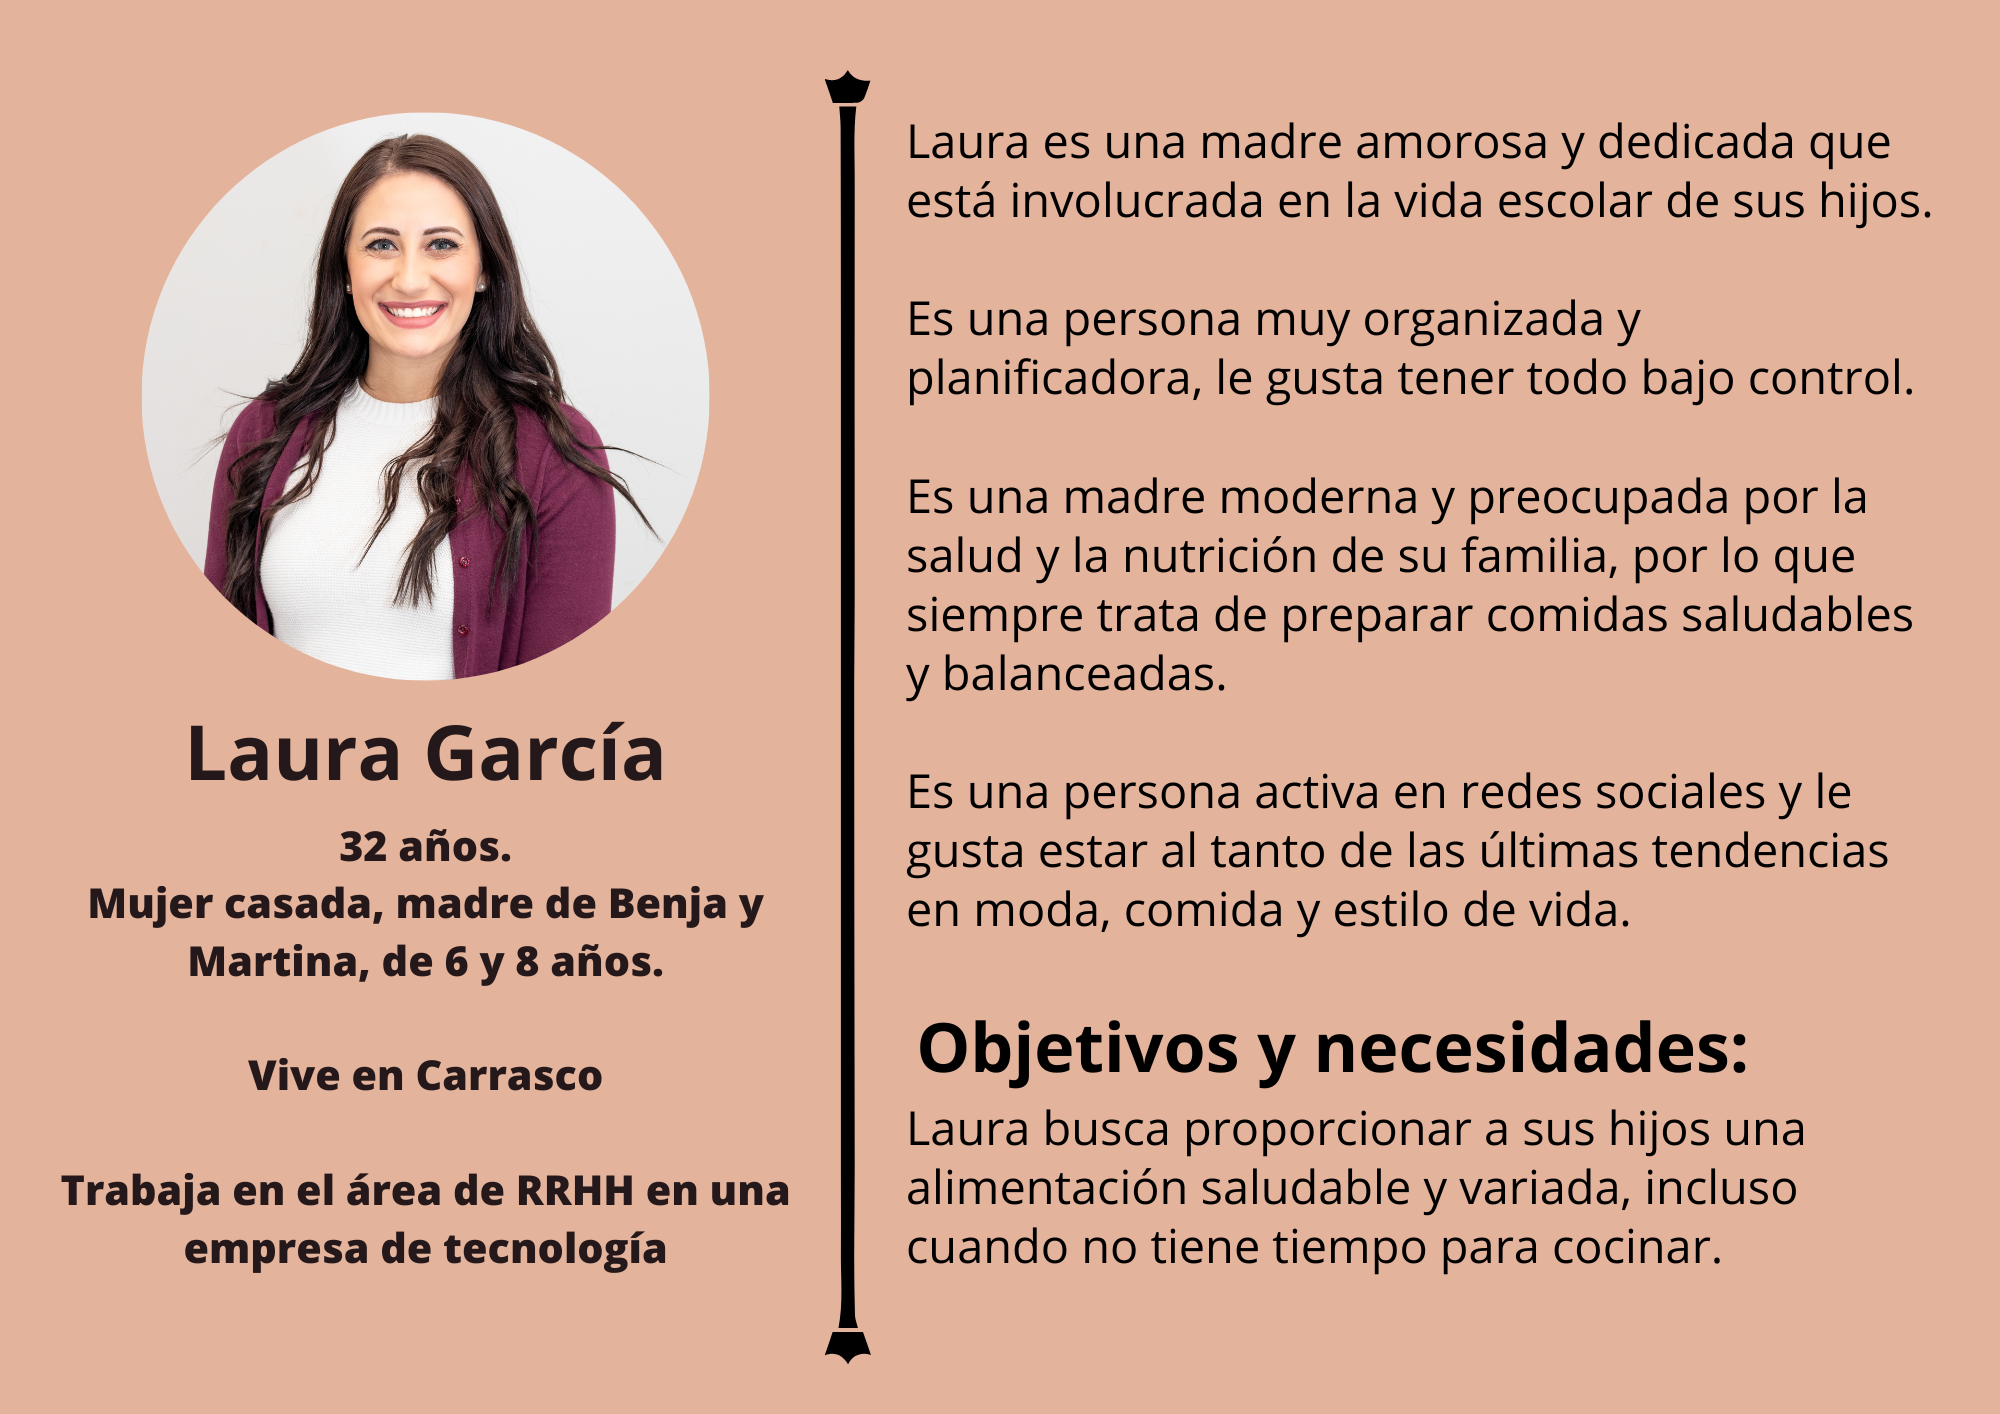 Laura García
32 años.
Mujer casada, madre de Benja y
Martina, de 6 y 8 años.
Vive en Carrasco
Trabaja en el área de RRHH en una
empresa de tecnología
Laura es una madre amorosa y dedicada que
está involucrada en la vida escolar de sus hijos.
Es una persona muy organizada y
planificadora, le gusta tener todo bajo control.
Es una madre moderna y preocupada por la
salud y la nutrición de su familia, por lo que
siempre trata de preparar comidas saludables
y balanceadas.
Es una persona activa en redes sociales y le
gusta estar al tanto de las últimas tendencias
en moda, comida y estilo de vida.
Objetivos y necesidades:
Laura busca proporcionar a sus hijos una
alimentación saludable y variada, incluso
cuando no tiene tiempo para cocinar.